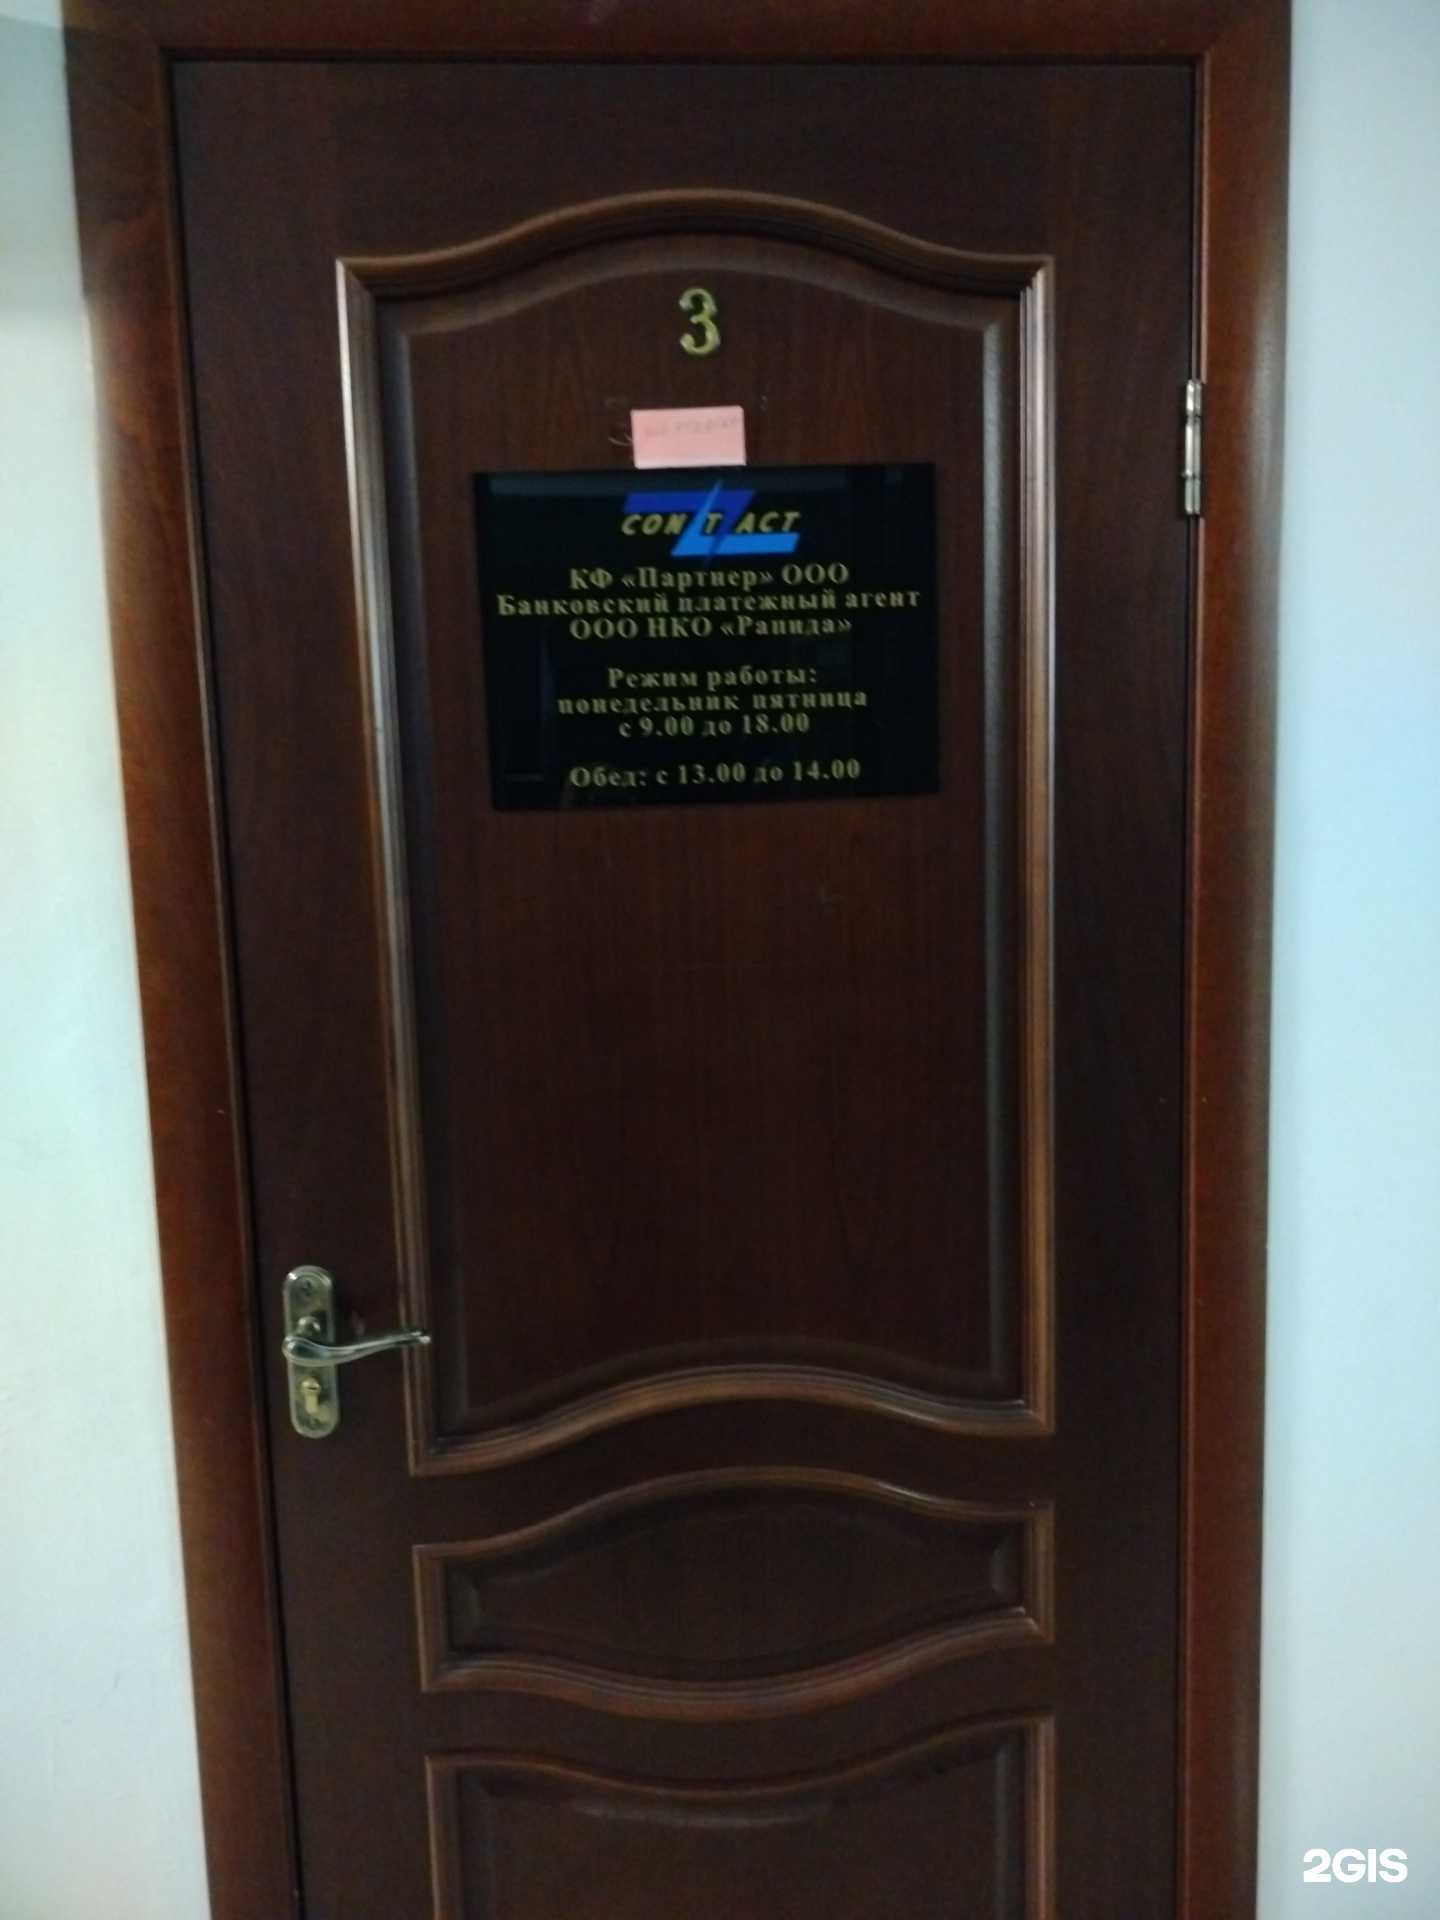 3
CONTACT
КФ «Партнер» ООО
Банковский платежный агент
ООО НКО «Рапида»
Режим работы:
понедельник пятница
с 9.00 до 18.00
Обед: с 13.00 до 14.00
2GIS